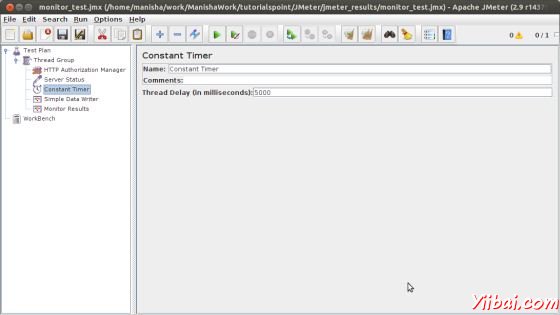 monitor_test.jmx (/home/manisha/work/ManishaWork/tutorialspoint/JMeter/jmeter_results/monitor_test.jmx) - Apache JMeter (2.9 r1437
File Edit Search Run Options Help
0 0 / 1
Test Plan
Thread Group
HTTP Authorization Manager
Server Status
Constant Timer
Simple Data Writer
Monitor Results
WorkBench
Constant Timer
Name: Constant Timer
Comments:
Thread Delay (in milliseconds): 5000
Yiibai.com